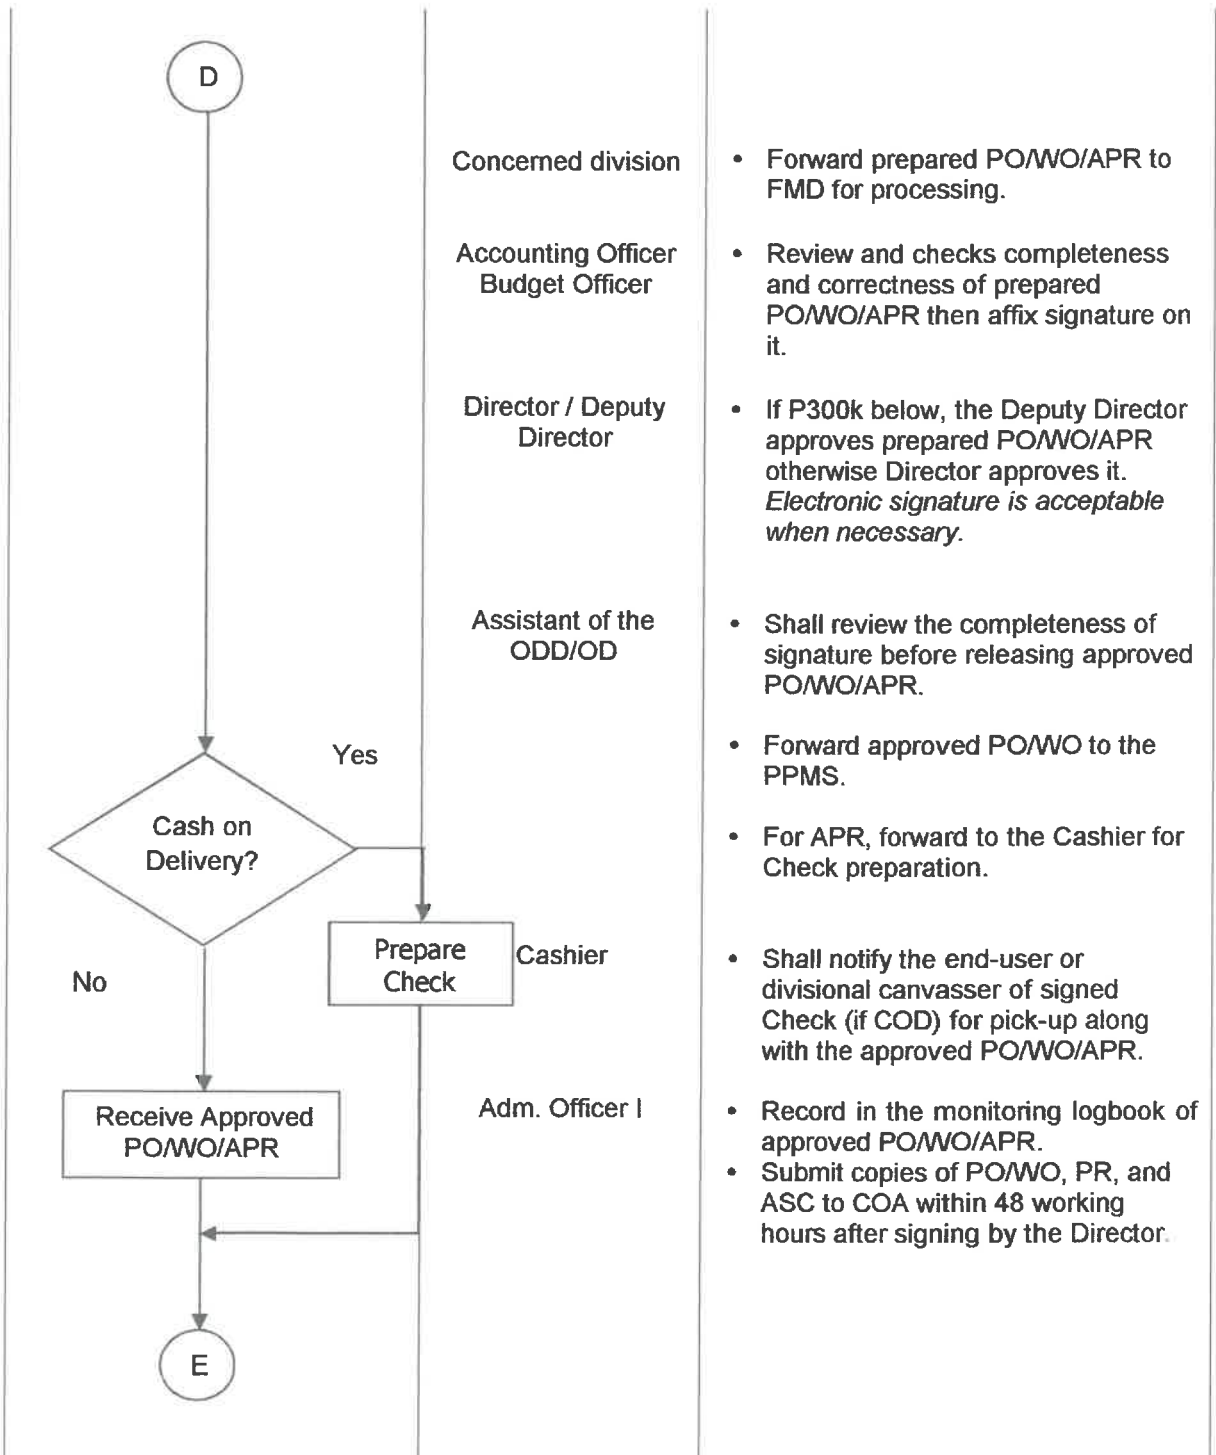 D
Concerned division
• Forward prepared PO/WO/APR to
FMD for processing.
Accounting Officer
Budget Officer
• Review and checks completeness
and correctness of prepared
PO/WO/APR then affix signature on
it.
Director / Deputy
Director
• If P300k below, the Deputy Director
approves prepared PO/WO/APR
otherwise Director approves it.
Electronic signature is acceptable
when necessary.
Assistant of the
ODD/OD
• Shall review the completeness of
signature before releasing approved
PO/WO/APR.
• Forward approved PO/WO to the
PPMS.
• For APR, forward to the Cashier for
Check preparation.
Cash on
Delivery?
Yes
No
Prepare
Check
Cashier
• Shall notify the end-user or
divisional canvasser of signed
Check (if COD) for pick-up along
with the approved PO/WO/APR.
Receive Approved
PO/WO/APR
Adm. Officer I
• Record in the monitoring logbook of
approved PO/WO/APR.
• Submit copies of PO/WO, PR, and
ASC to COA within 48 working
hours after signing by the Director.
E